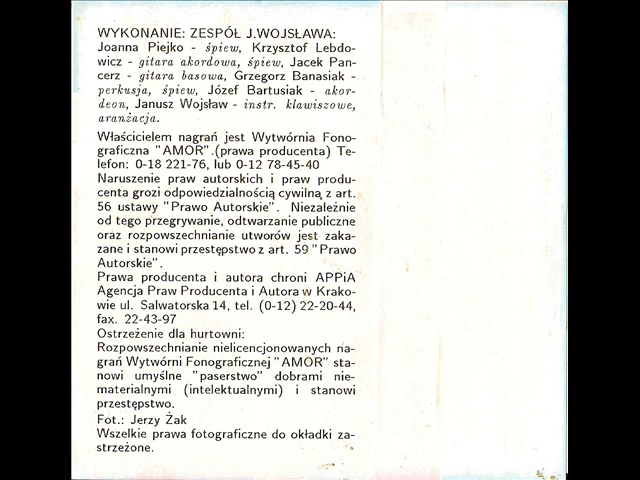 WYKONANIE: ZESPÓŁ J.WOJSŁAWA:
Joanna Piejko - śpiew, Krzysztof Lebdo-
wicz - gitara akordowa, śpiew, Jacek Pan-
cerz - gitara basowa, Grzegorz Banasiak -
perkusja, śpiew, Józef Bartusiak - akor-
deon, Janusz Wojsław - instr. klawiszowe,
aranżacja.
Właścicielem nagrań jest Wytwórnia Fono-
graficzna "AMOR".(prawa producenta) Te-
lefon: 0-18 221-76, lub 0-12 78-45-40
Naruszenie praw autorskich i praw produ-
centa grozi odpowiedzialnością cywilną z art.
56 ustawy "Prawo Autorskie". Niezależnie
od tego przegrywanie, odtwarzanie publiczne
oraz rozpowszechnianie utworów jest zaka-
zane i stanowi przestępstwo z art. 59 "Prawo
Autorskie".
Prawa producenta i autora chroni APPiA
Agencja Praw Producenta i Autora w Krako-
wie ul. Salwatorska 14, tel. (0-12) 22-20-44,
fax. 22-43-97
Ostrzeżenie dla hurtowni:
Rozpowszechnianie nielicencjonowanych na-
grań Wytwórni Fonograficznej "AMOR" sta-
nowi umyślne "paserstwo" dobrami nie-
materialnymi (intelektualnymi) i stanowi
przestępstwo.
Fot.: Jerzy Żak
Wszelkie prawa fotograficzne do okładki za-
strzeżone.